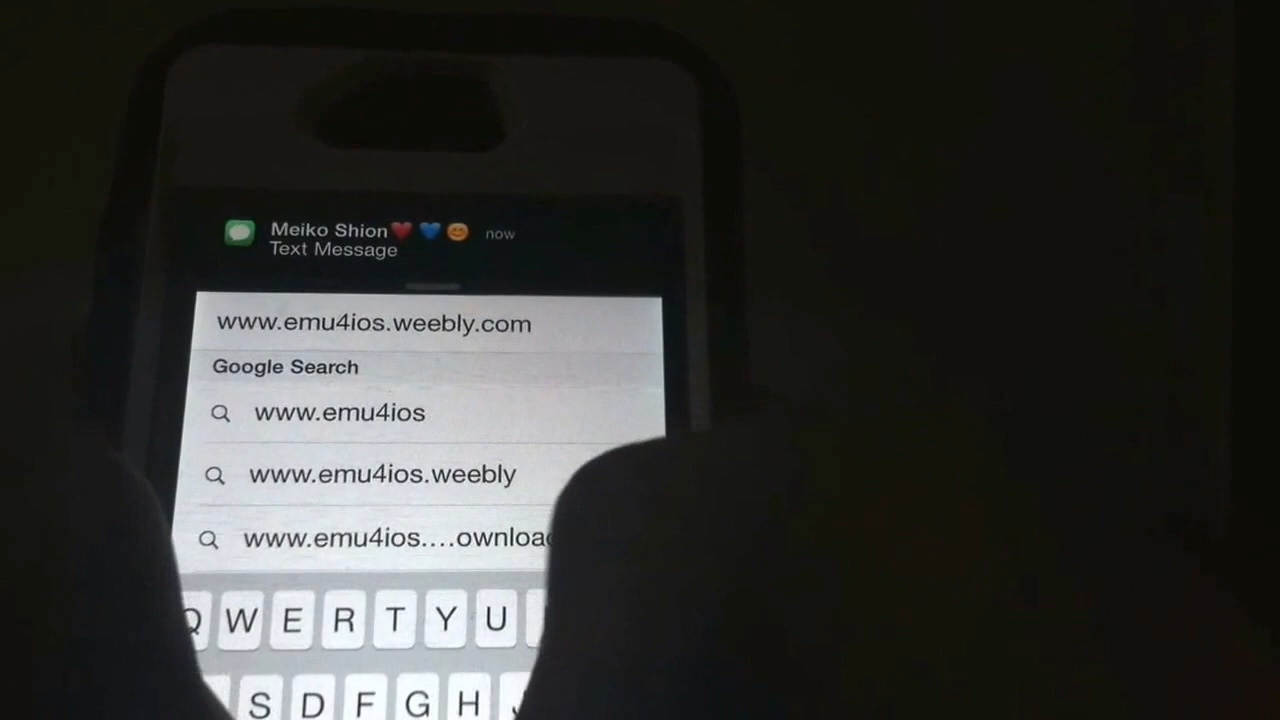 Meiko Shion❤️💙😊 now
Text Message
www.emu4ios.weebly.com
Google Search
www.emu4ios
www.emu4ios.weebly
www.emu4ios....ownload
Q W E R T Y U
S D F G H J